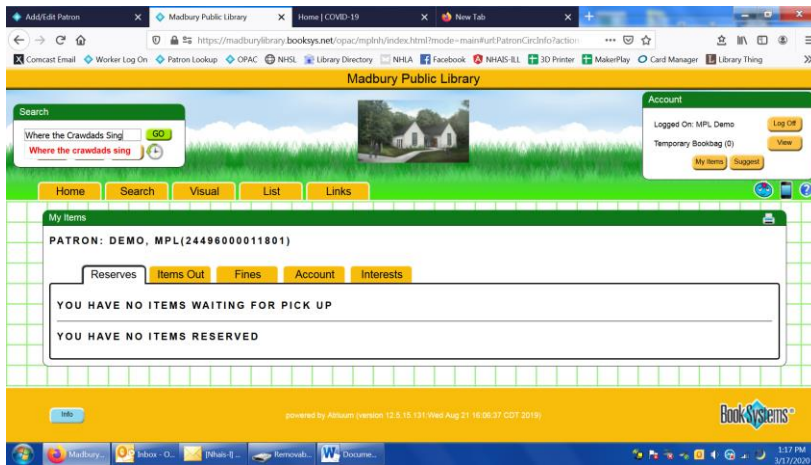 Add/Edit Patron
Madbury Public Library
Home | COVID-19
New Tab
https://madburylibrary.booksys.net/opac/mplnh/index.html?mode=main#url:PatronCircInfo?action
Comcast Email Worker Log On Patron Lookup OPAC NHSL Library Directory NHLA Facebook NHAIS-ILL 3D Printer MakerPlay Card Manager Library Thing
Madbury Public Library
Search
Where the Crawdads Sing GO
Where the crawdads sing
Account
Logged On: MPL Demo Log Off
Temporary Bookbag (0) View
My Items Suggest
Home Search Visual List Links
My Items
PATRON: DEMO, MPL(24496000011801)
Reserves Items Out Fines Account Interests
YOU HAVE NO ITEMS WAITING FOR PICK UP
YOU HAVE NO ITEMS RESERVED
Info
powered by Atriuum (version 12.5.15.131:Wed Aug 21 16:06:37 CDT 2019)
BookSystems
Madbury... Inbox - O... [Nhais-l] ... Removab... Docume...
1:17 PM
3/17/2020